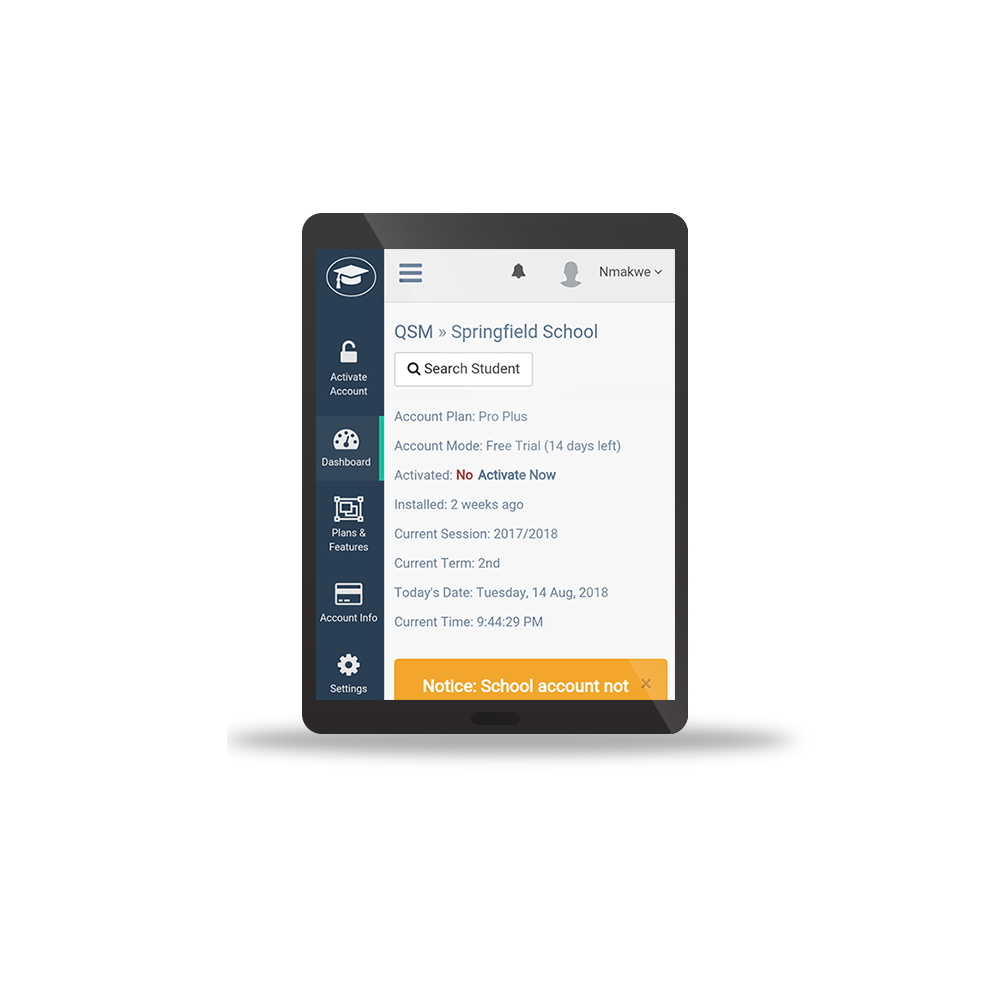 Nmakwe
QSM » Springfield School
Search Student
Activate
Account
Dashboard
Plans &
Features
Account Info
Settings
Account Plan: Pro Plus
Account Mode: Free Trial (14 days left)
Activated: No Activate Now
Installed: 2 weeks ago
Current Session: 2017/2018
Current Term: 2nd
Today's Date: Tuesday, 14 Aug, 2018
Current Time: 9:44:29 PM
Notice: School account not ×